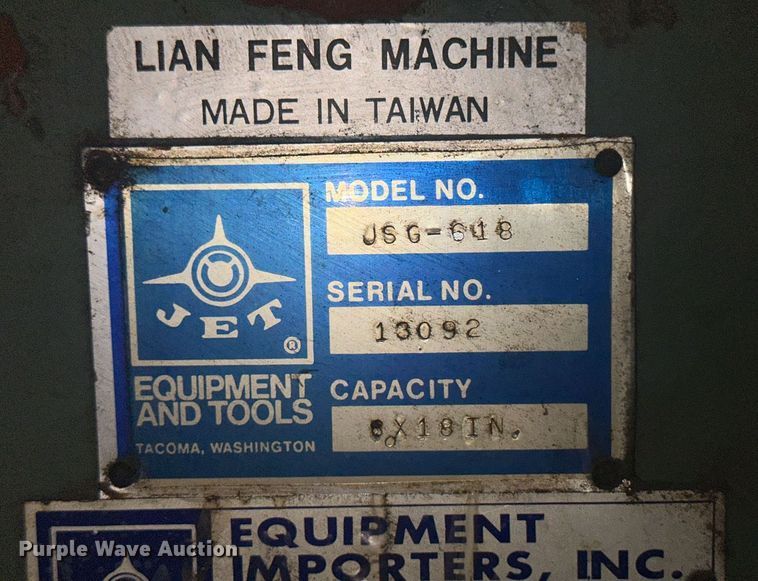 LIAN FENG MACHINE
MADE IN TAIWAN
MODEL NO.
JSG-618
SERIAL NO.
13092
JET
®
EQUIPMENT
AND TOOLS
TACOMA, WASHINGTON
CAPACITY
6X18IN.
EQUIPMENT
IMPORTERS, INC.
Purple Wave Auction